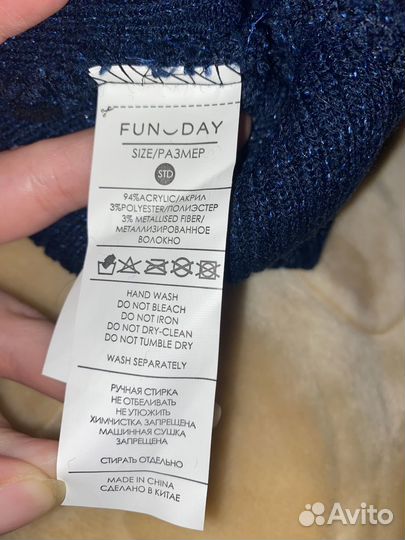 FUN DAY
SIZE/РАЗМЕР
STD
94%ACRYLIC/АКРИЛ
3%POLYESTER/ПОЛИЭСТЕР
3% METALLISED FIBER/
МЕТАЛЛИЗИРОВАННОЕ
ВОЛОКНО
HAND WASH
DO NOT BLEACH
DO NOT IRON
DO NOT DRY-CLEAN
DO NOT TUMBLE DRY
WASH SEPARATELY
РУЧНАЯ СТИРКА
НЕ ОТБЕЛИВАТЬ
НЕ УТЮЖИТЬ
ХИМЧИСТКА ЗАПРЕЩЕНА
МАШИННАЯ СУШКА
ЗАПРЕЩЕНА
СТИРАТЬ ОТДЕЛЬНО
MADE IN CHINA
СДЕЛАНО В КИТАЕ
Avito